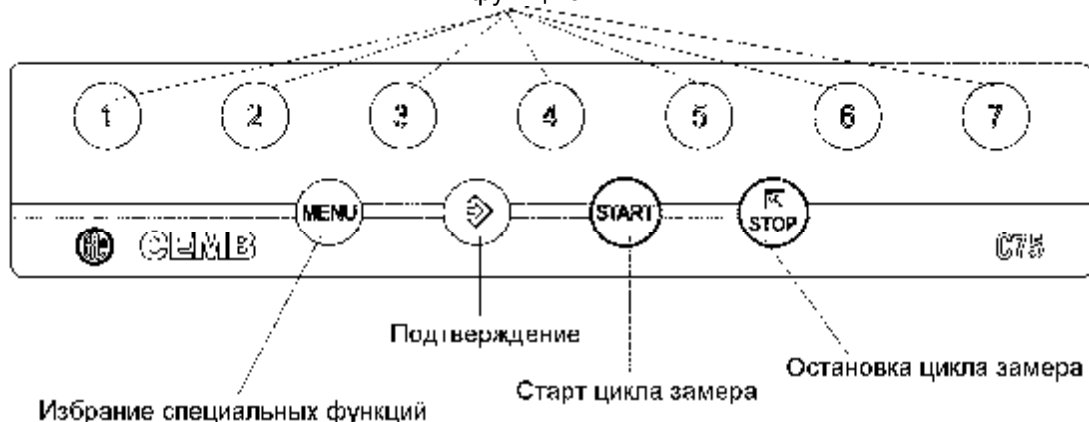 1 2 3 4 5 6 7
MENU START STOP
CEMB C75
Подтверждение
Остановка цикла замера
Старт цикла замера
Избрание специальных функций